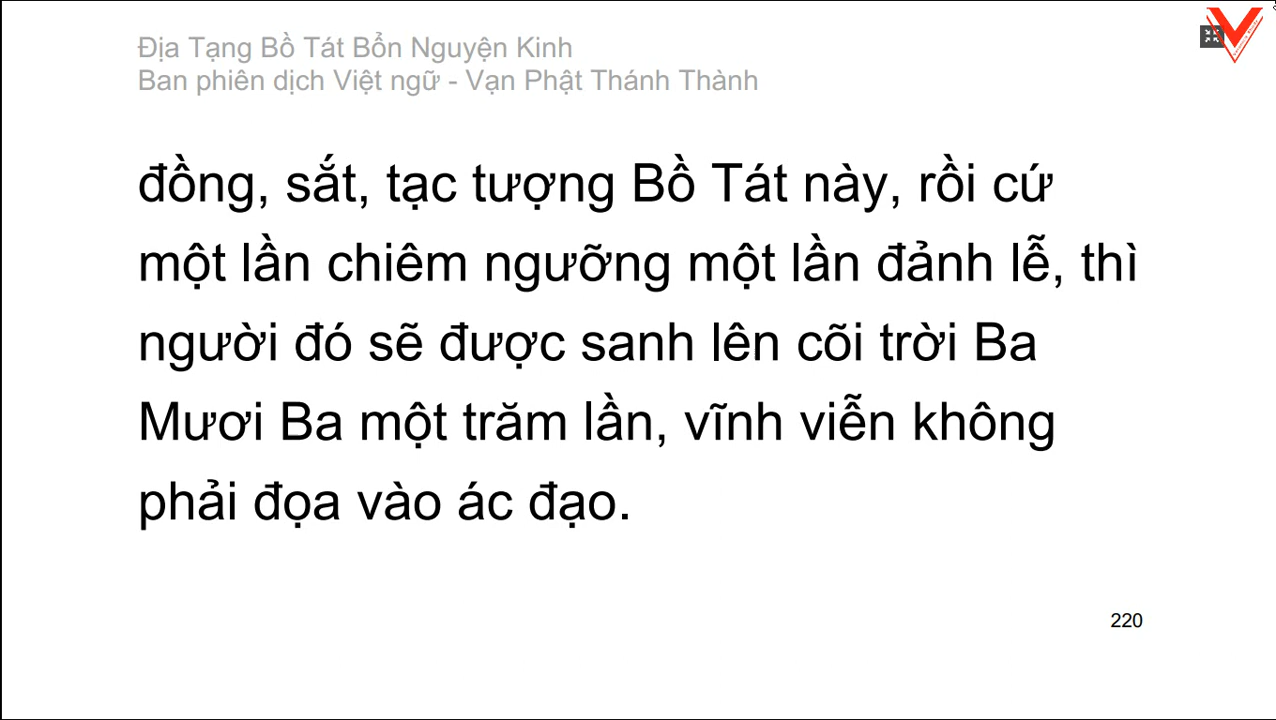 Địa Tạng Bồ Tát Bổn Nguyện Kinh
Ban phiên dịch Việt ngữ - Vạn Phật Thánh Thành
đồng, sắt, tạc tượng Bồ Tát này, rồi cứ
một lần chiêm ngưỡng một lần đảnh lễ, thì
người đó sẽ được sanh lên cõi trời Ba
Mươi Ba một trăm lần, vĩnh viễn không
phải đọa vào ác đạo.
220